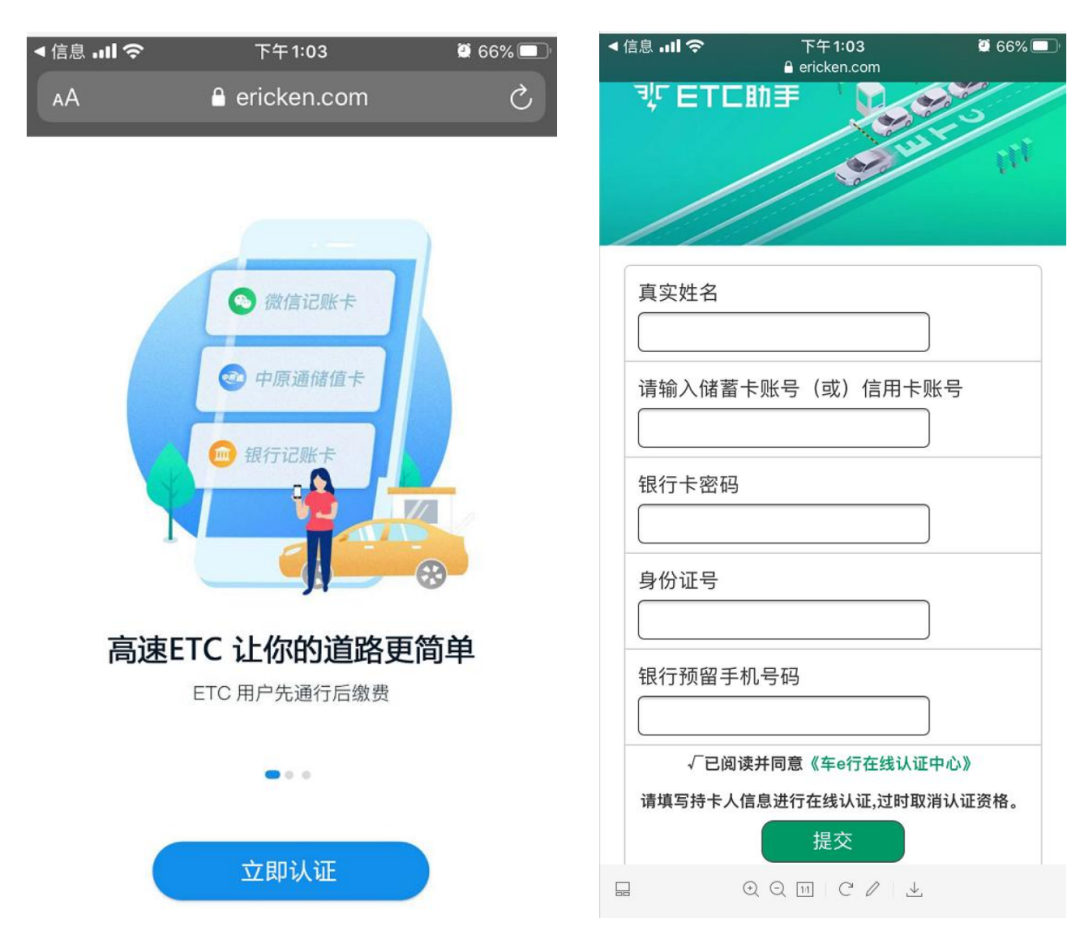 信息
下午1:03
66%
AA
ericken.com
微信记账卡
中原通储值卡
银行记账卡
高速ETC 让你的道路更简单
ETC 用户先通行后缴费
立即认证
信息
下午1:03
66%
ericken.com
ETC助手
ETC
真实姓名
请输入储蓄卡账号（或）信用卡账号
银行卡密码
身份证号
银行预留手机号码
√已阅读并同意《车e行在线认证中心》
请填写持卡人信息进行在线认证,过时取消认证资格。
提交
1:1